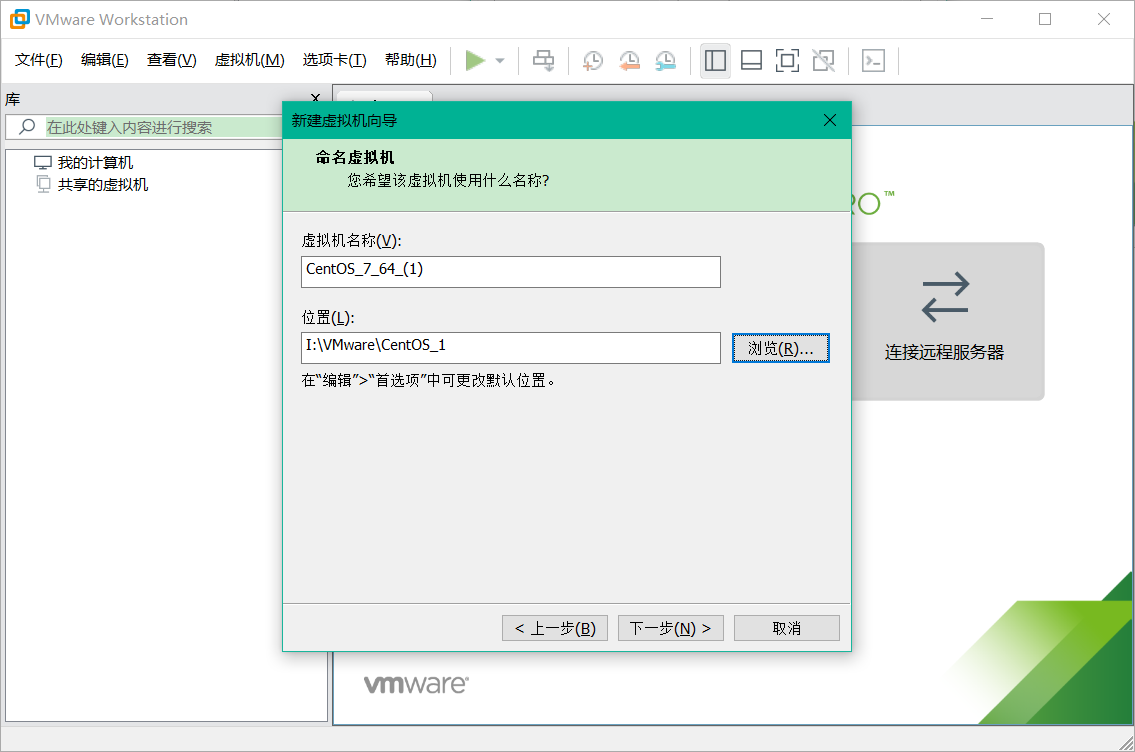 VMware Workstation
文件(F) 编辑(E) 查看(V) 虚拟机(M) 选项卡(T) 帮助(H)
库
在此处键入内容进行搜索
我的计算机
共享的虚拟机
新建虚拟机向导
命名虚拟机
您希望该虚拟机使用什么名称?
虚拟机名称(V):
CentOS_7_64_(1)
位置(L):
I:\VMware\CentOS_1
浏览(R)...
在“编辑”>“首选项”中可更改默认位置。
< 上一步(B)
下一步(N) >
取消
RO™
连接远程服务器
vmware®